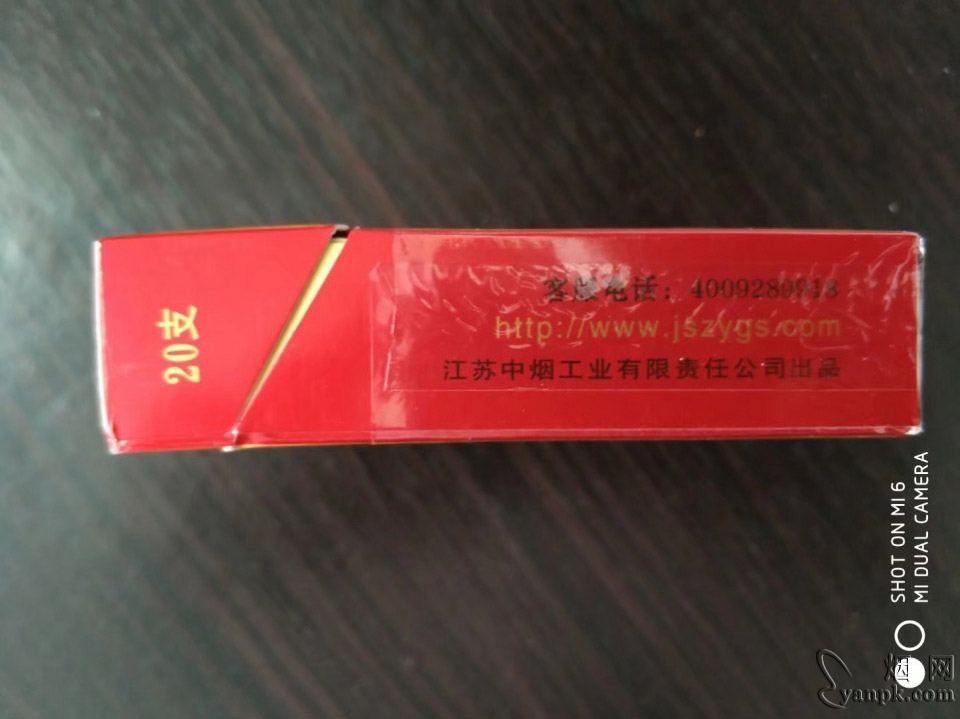 20支
客服电话：4009289918
http://www.jszygs.com
江苏中烟工业有限责任公司出品
SHOT ON MI 6
MI DUAL CAMERA
烟网
yanpk.com